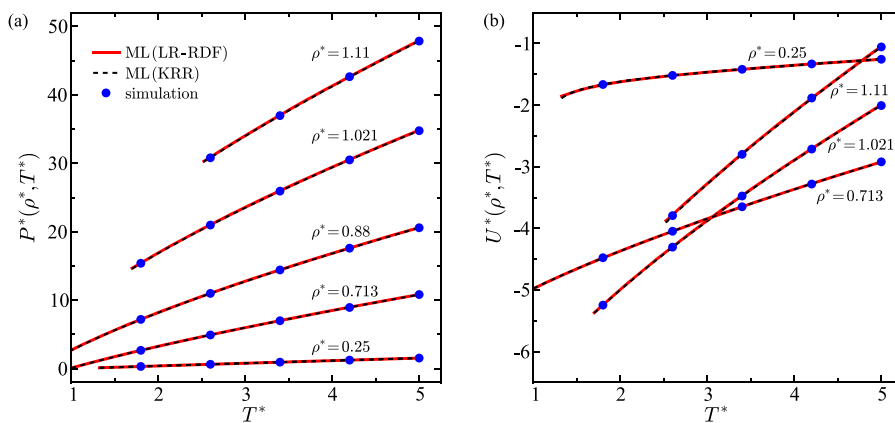 (a)
50
40
30
20
10
0
P*(ρ*,T*)
ML(LR-RDF)
ML(KRR)
simulation
ρ*=1.11
ρ*=1.021
ρ*=0.88
ρ*=0.713
ρ*=0.25
1 2 3 4 5
T*
(b)
-1
-2
-3
-4
-5
-6
U*(ρ*,T*)
ρ*=0.25
ρ*=1.11
ρ*=1.021
ρ*=0.713
1 2 3 4 5
T*